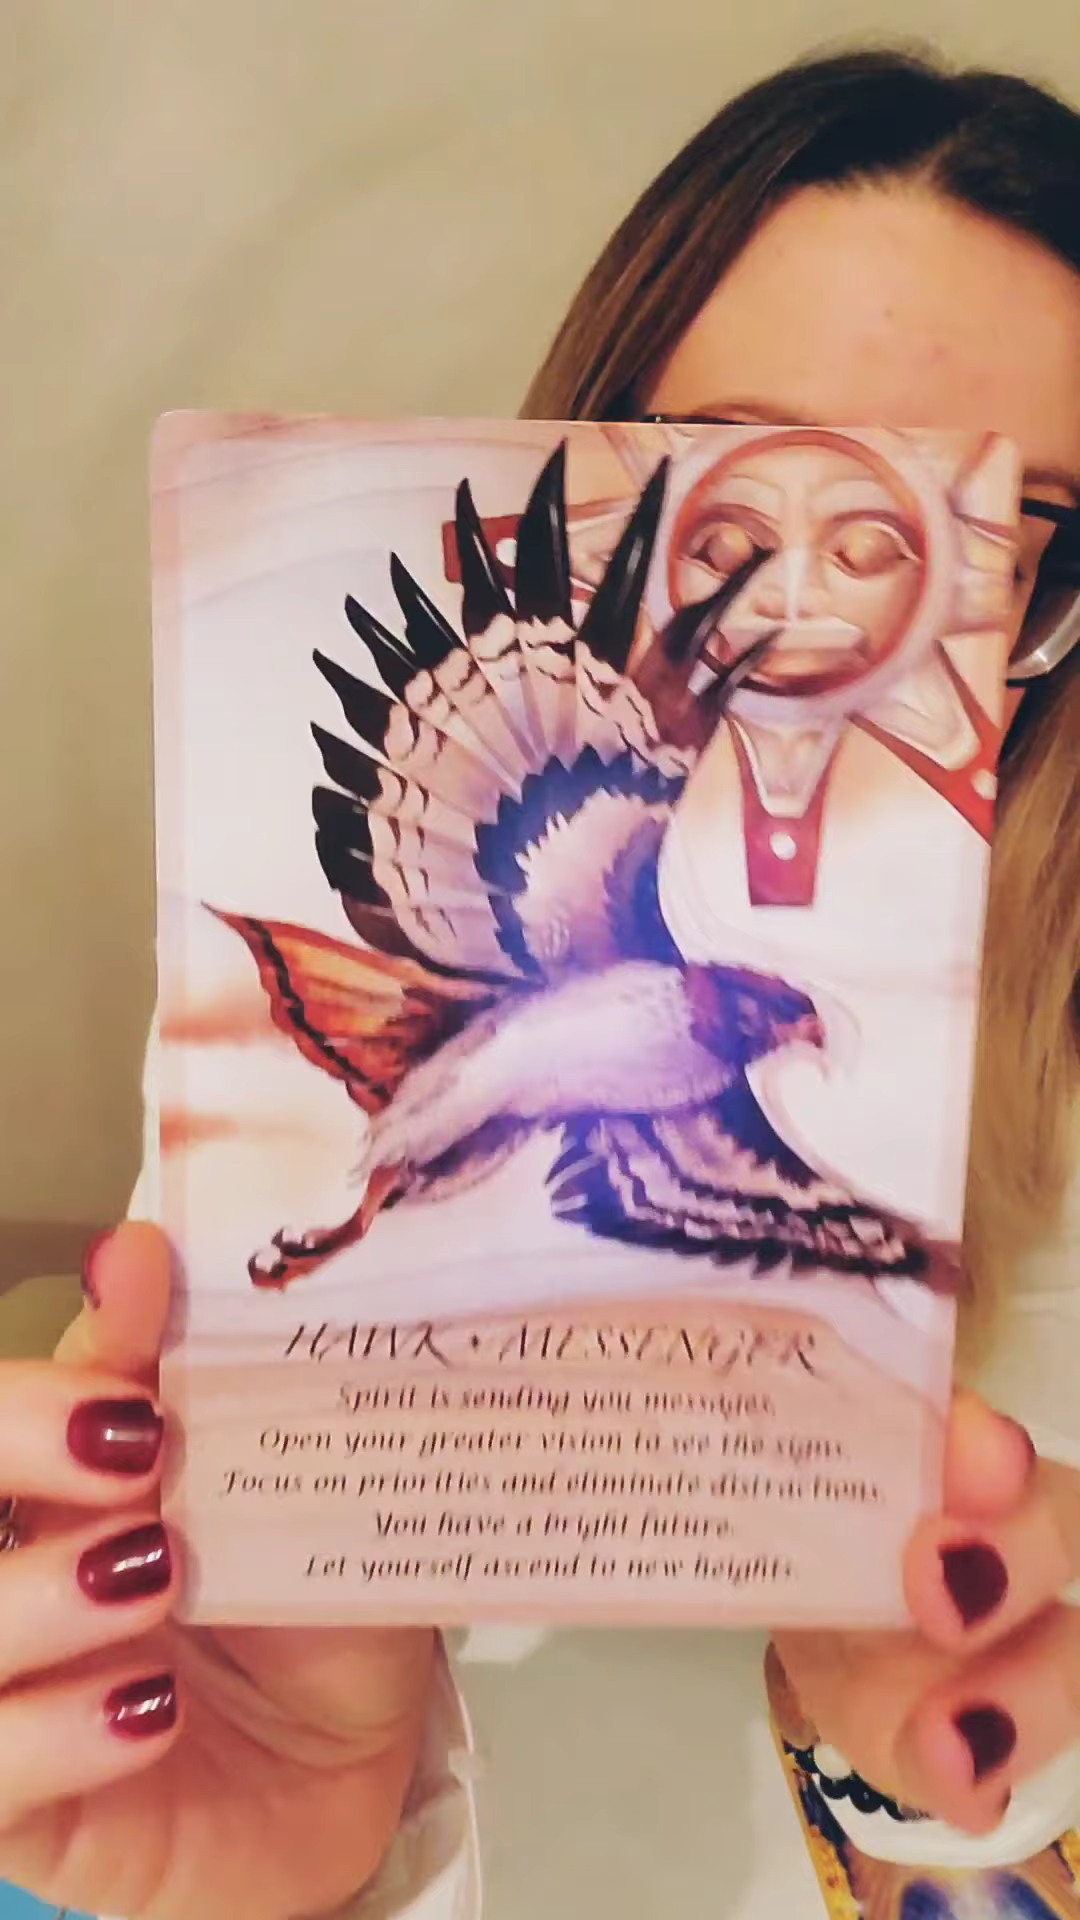 HAWK • MESSENGER
Spirit is sending you messages.
Open your greater vision to see the signs.
Focus on priorities and eliminate distractions.
You have a bright future.
Let yourself ascend to new heights.